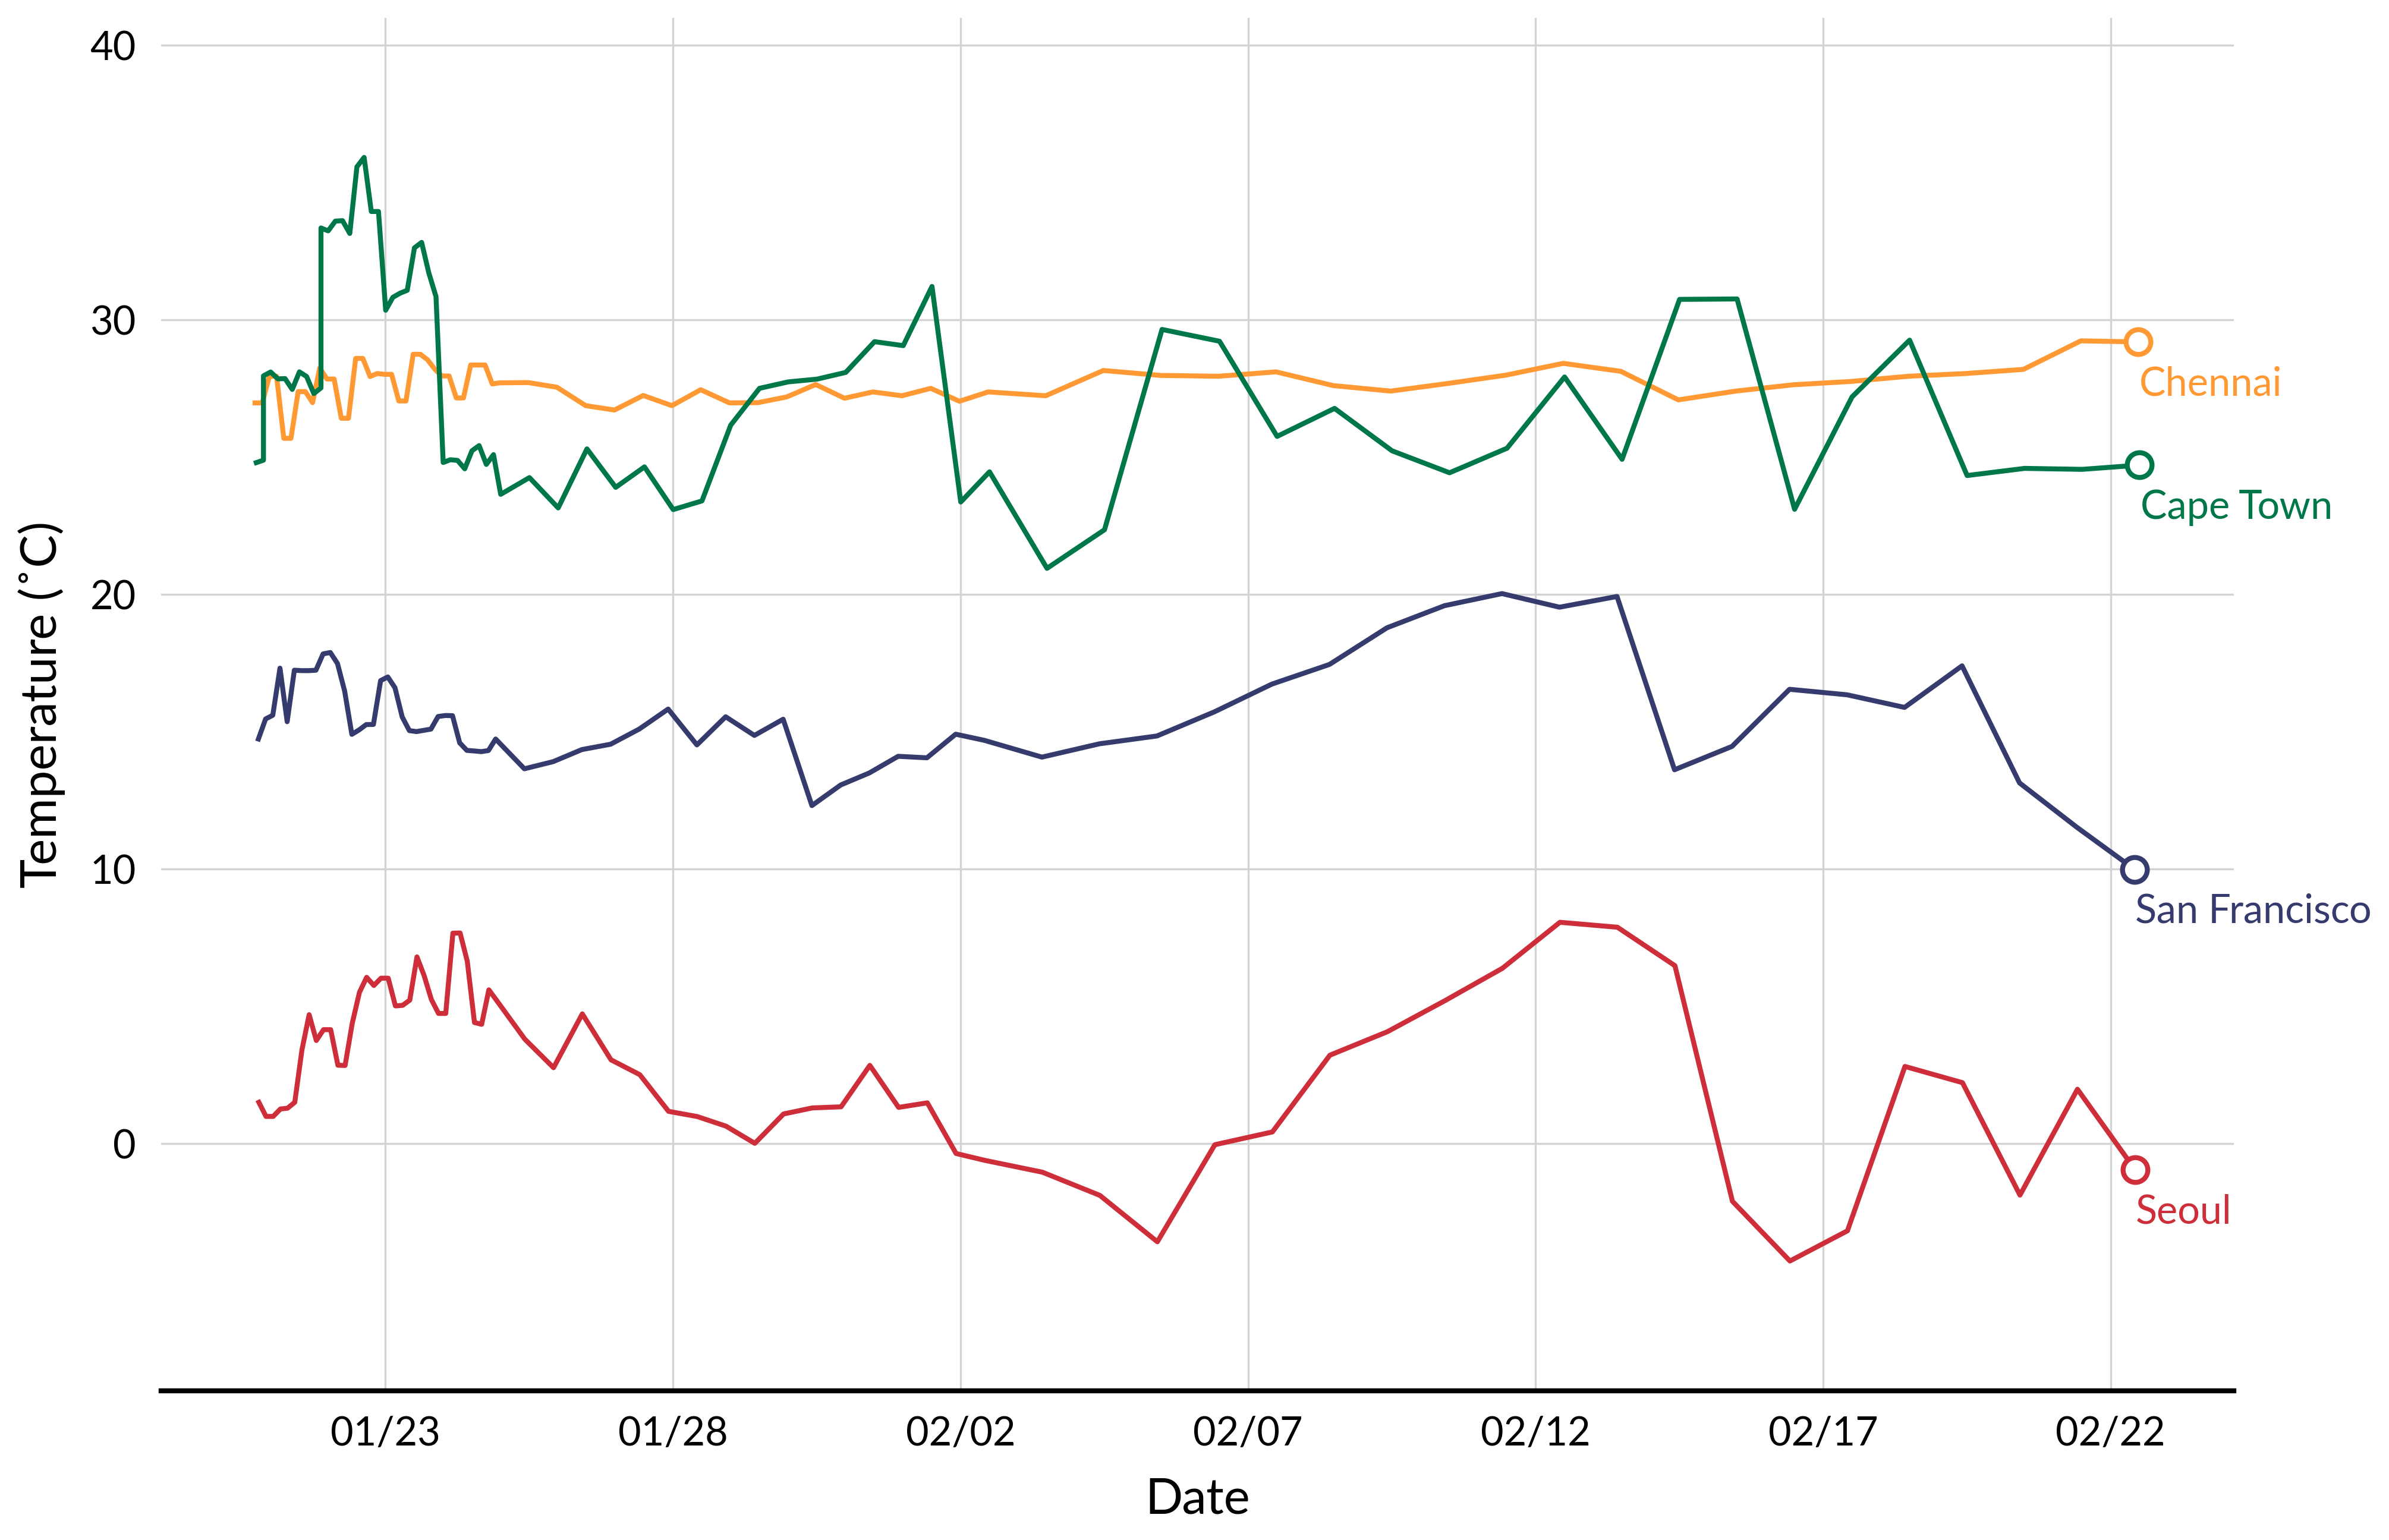 40
30
20
10
0
Temperature (°C)
Chennai
Cape Town
San Francisco
Seoul
01/23 01/28 02/02 02/07 02/12 02/17 02/22
Date